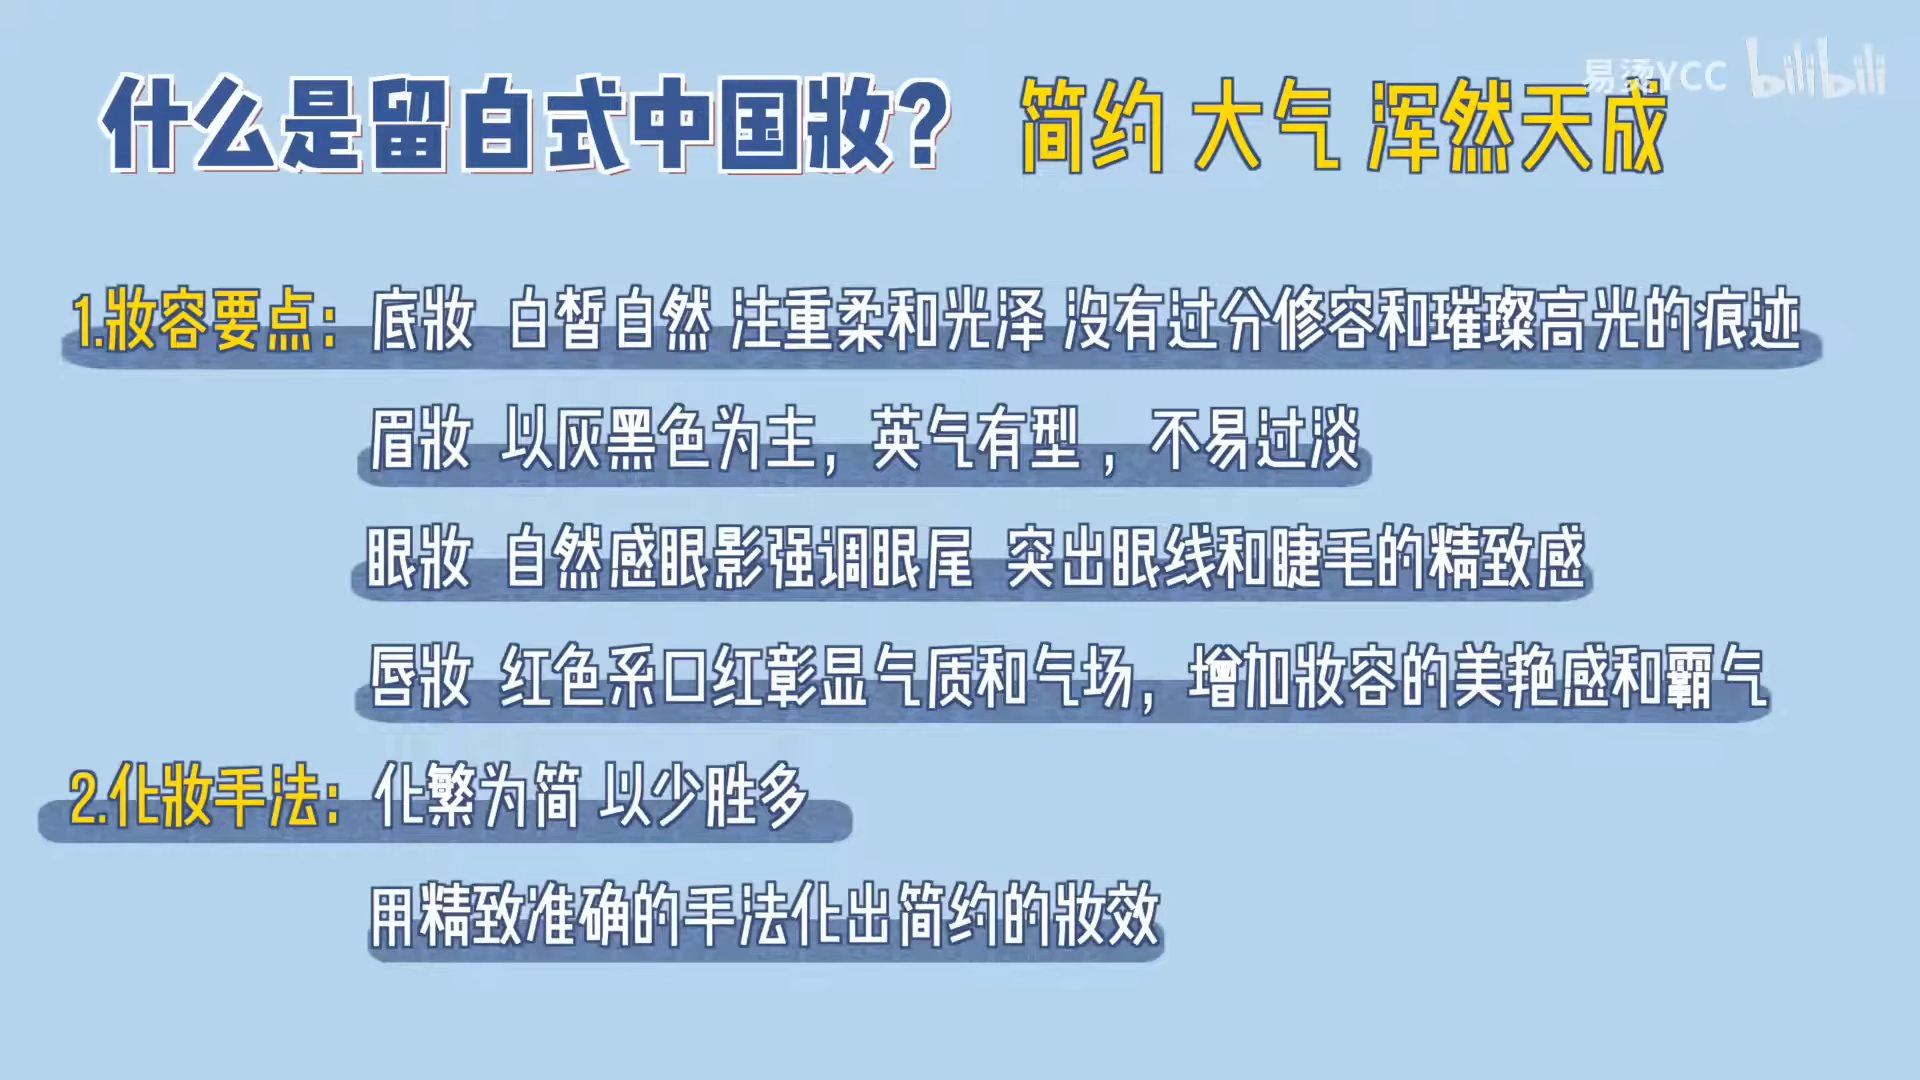 易烫YCC bilibili
什么是留白式中国妆? 简约 大气 浑然天成
1.妆容要点: 底妆 白皙自然 注重柔和光泽 没有过分修容和璀璨高光的痕迹
眉妆 以灰黑色为主，英气有型，不易过淡
眼妆 自然感眼影强调眼尾 突出眼线和睫毛的精致感
唇妆 红色系口红彰显气质和气场，增加妆容的美艳感和霸气
2.化妆手法: 化繁为简 以少胜多
用精致准确的手法化出简约的妆效